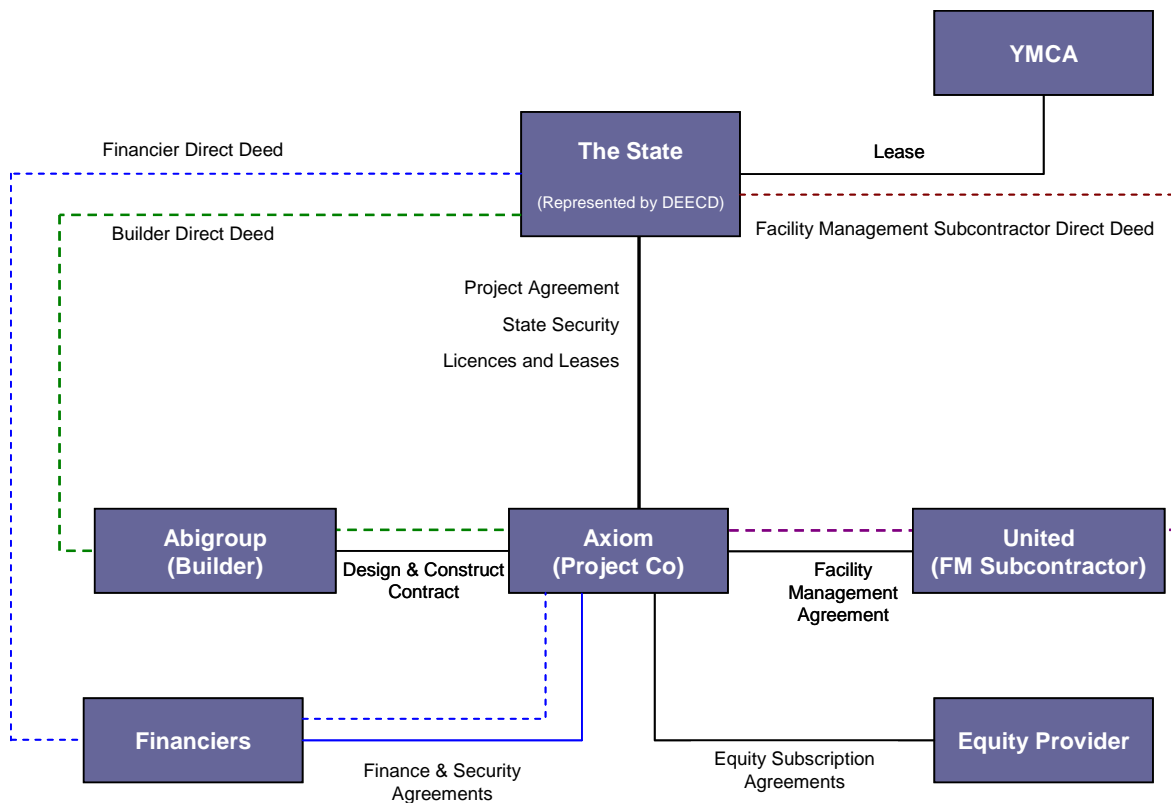 YMCA
Financier Direct Deed
The State
Lease
(Represented by DEECD)
Builder Direct Deed
Facility Management Subcontractor Direct Deed
Project Agreement
State Security
Licences and Leases
Abigroup
(Builder)
Design & Construct
Contract
Axiom
(Project Co)
Facility
Management
Agreement
United
(FM Subcontractor)
Financiers
Finance & Security
Agreements
Equity Subscription
Agreements
Equity Provider